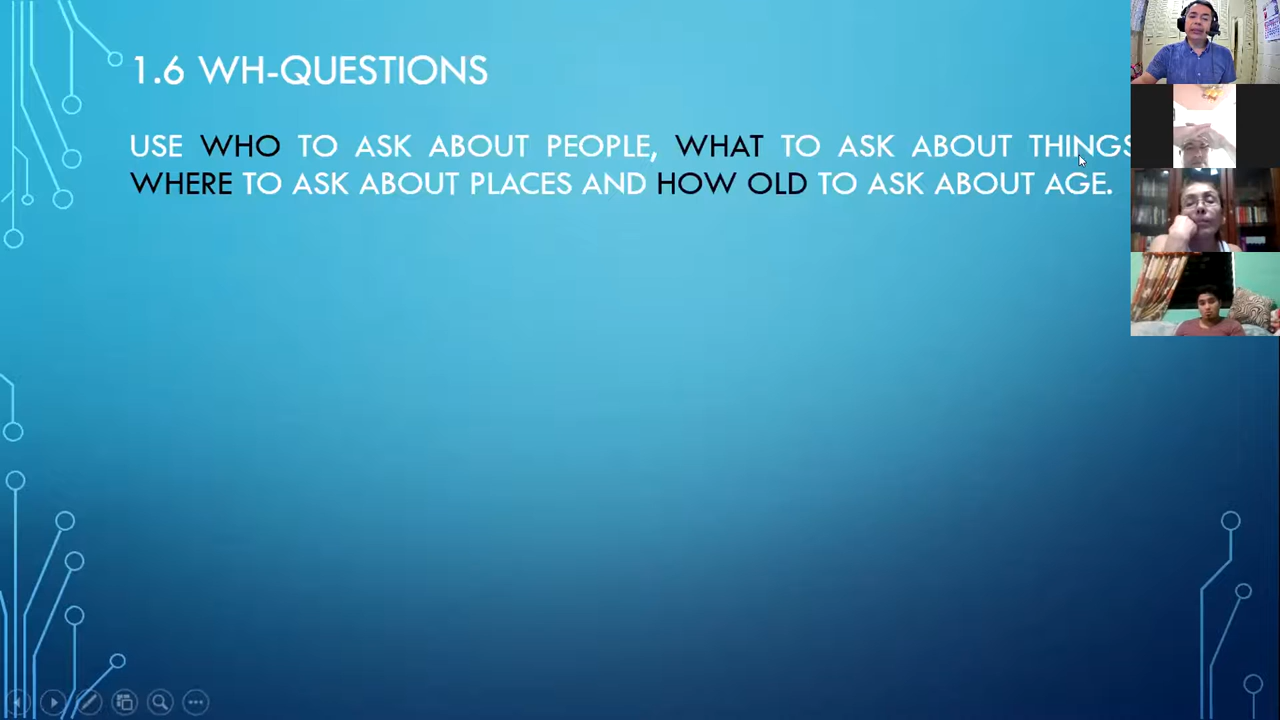 1.6 WH-QUESTIONS
USE WHO TO ASK ABOUT PEOPLE, WHAT TO ASK ABOUT THINGS
WHERE TO ASK ABOUT PLACES AND HOW OLD TO ASK ABOUT AGE.